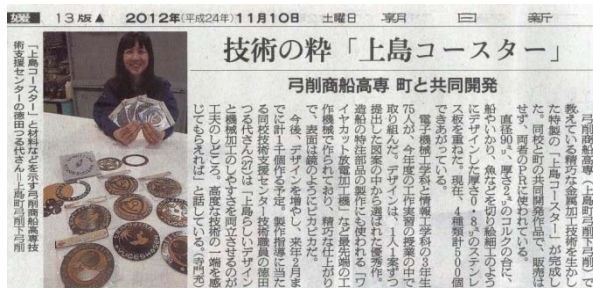 13版▲
2012年(平成24年)11月10日
土曜日
朝日新
技術の粋「上島コースター」
弓削商船高専 町と共同開発
弓削商船高専（上島町弓削下弓削）で
教えている精巧な金属加工技術を生かし
た特製の「上島コースター」が完成し
た。同校と町の共同開発作品で、販売は
せず、両者のPRに使われている。
直径90㍉、厚さ2㍉のコルクの台に、
船やいかり、魚などを切り絵細工のよう
にデザインした厚さ0・8㍉のステンレ
ス板を重ねた。現在、4種類計500個
できあがっている。
電子機械工学科と情報工学科の3年生
75人が、今年度の工作実習の授業の中で
取り組んだ。デザインは、1人1案ずつ
提出した図案の中から選ばれた優秀作。
造船の特注部品の製作にも使われる「ワ
イヤカット放電加工機」など最先端の工
作機械で作られており、精巧な仕上がり
で、表面は鏡のようにピカピカだ。
今後、デザインを増やし、来年2月ま
でに計1千個作る予定。製作指導に当た
る同校技術支援センター技術職員の徳田
つる代さんは「上島らしいデザイン
と機械加工のしやすさを両立させるのが
工夫のしどころ。高度な技術の一端を感
じてもらえれば」と話している。（寺門充）
「上島コースター」と材料などを示す弓削商船高専技
術支援センターの徳田つる代さん＝上島町弓削下弓削